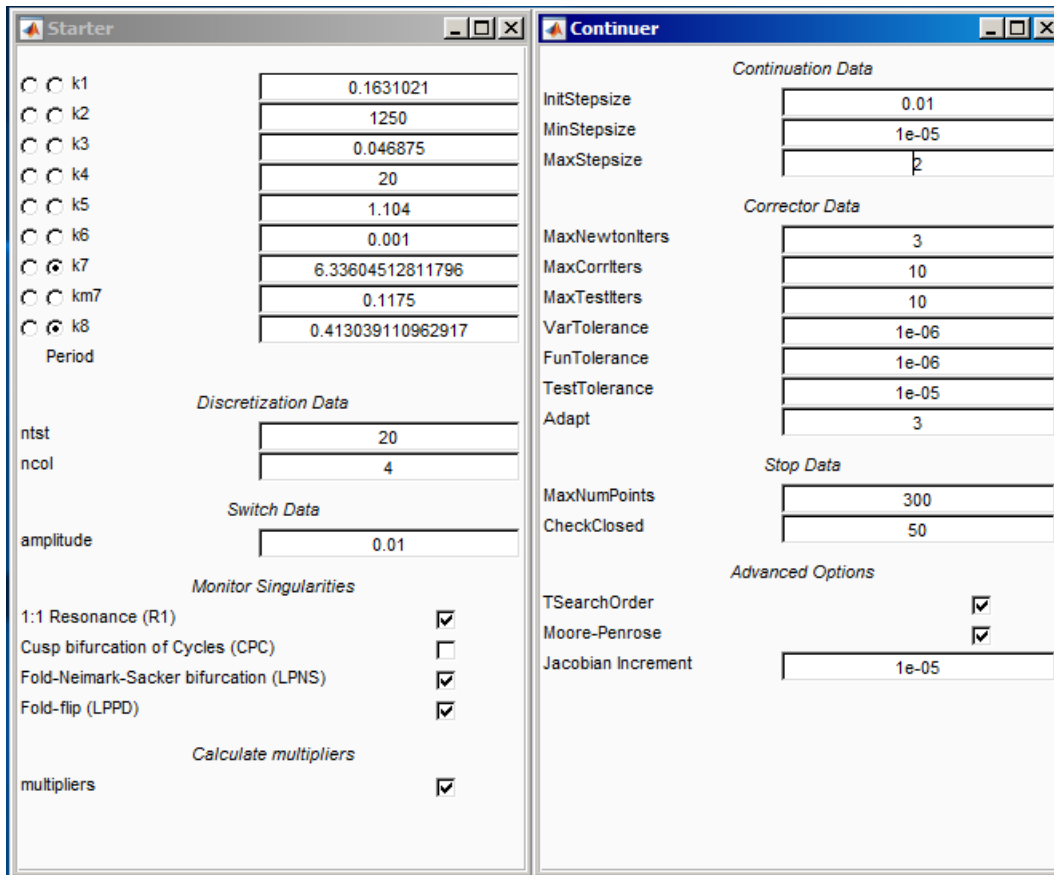 Starter
k1 0.1631021
k2 1250
k3 0.046875
k4 20
k5 1.104
k6 0.001
k7 6.33604512811796
km7 0.1175
k8 0.413039110962917
Period
Discretization Data
ntst 20
ncol 4
Switch Data
amplitude 0.01
Monitor Singularities
1:1 Resonance (R1)
Cusp bifurcation of Cycles (CPC)
Fold-Neimark-Sacker bifurcation (LPNS)
Fold-flip (LPPD)
Calculate multipliers
multipliers
Continuer
Continuation Data
InitStepsize 0.01
MinStepsize 1e-05
MaxStepsize 2
Corrector Data
MaxNewtonIters 3
MaxCorrIters 10
MaxTestIters 10
VarTolerance 1e-06
FunTolerance 1e-06
TestTolerance 1e-05
Adapt 3
Stop Data
MaxNumPoints 300
CheckClosed 50
Advanced Options
TSearchOrder
Moore-Penrose
Jacobian Increment 1e-05